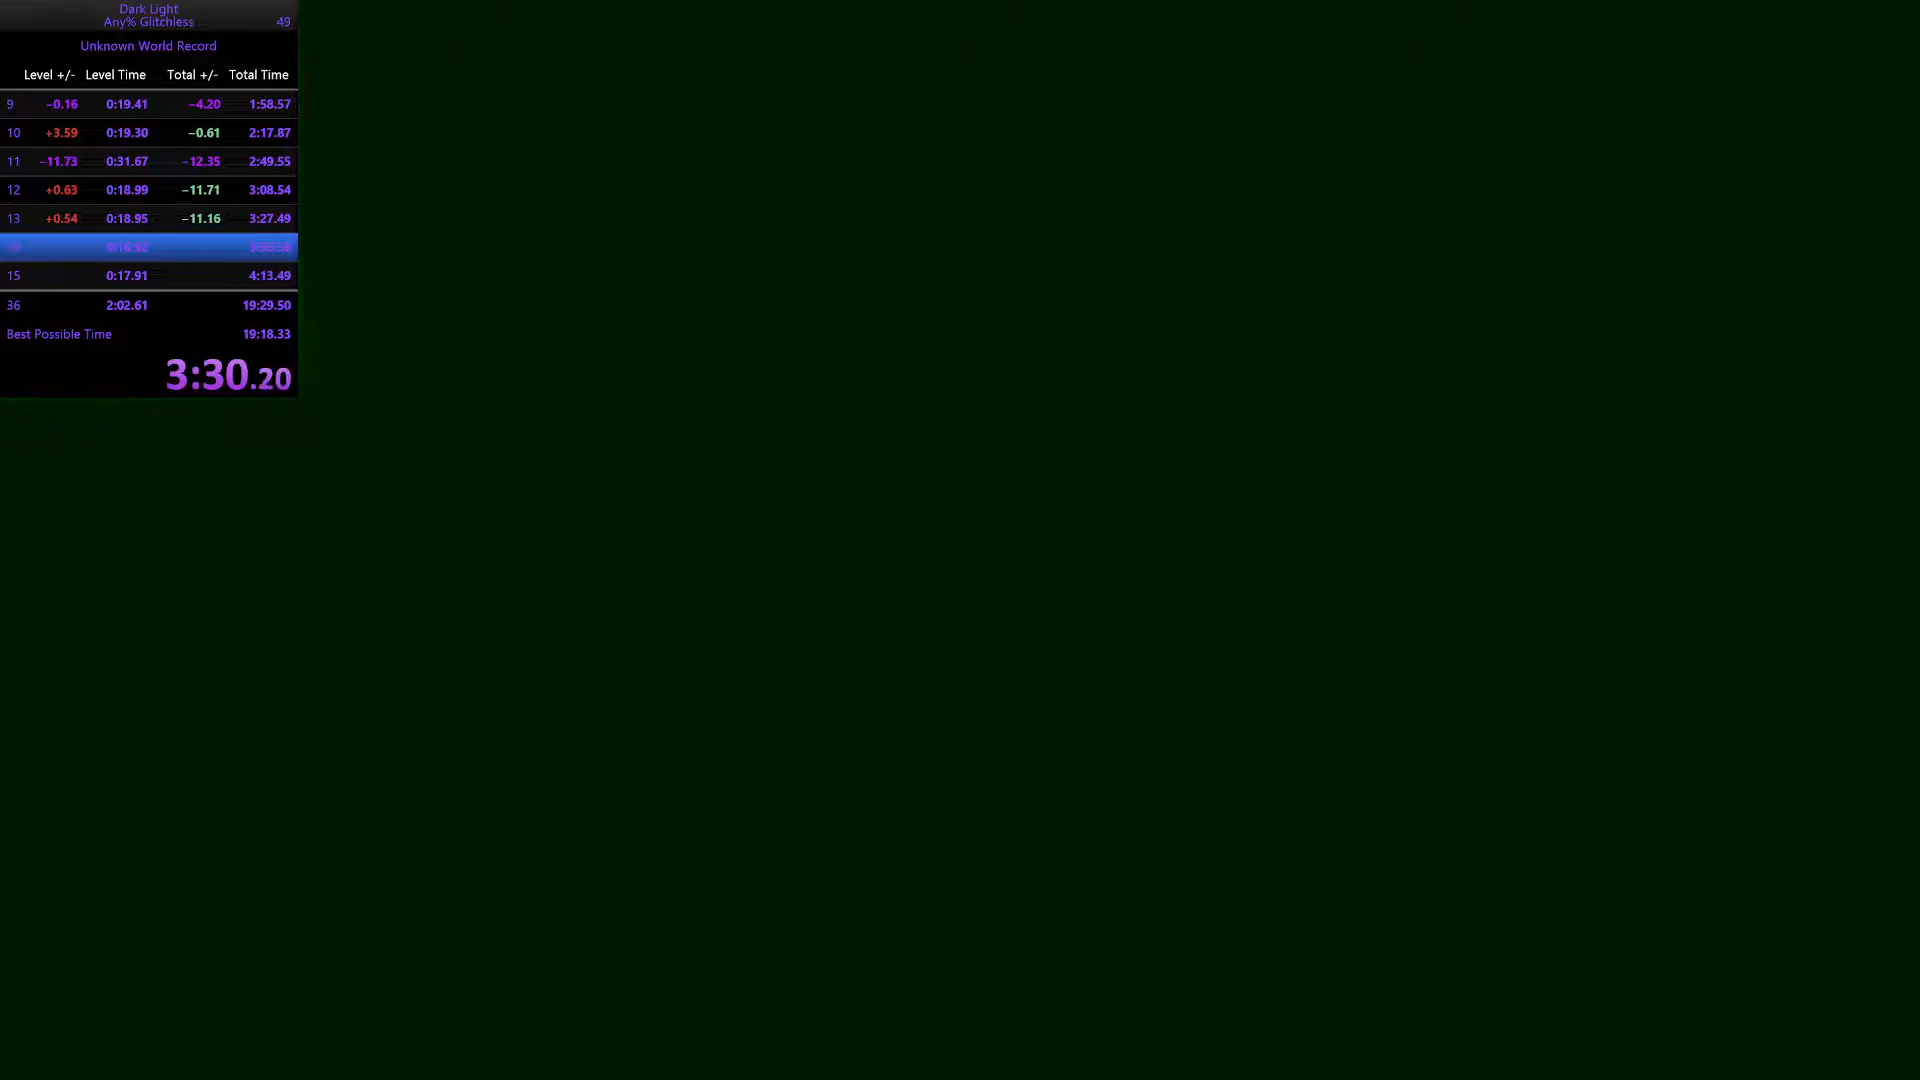 Dark Light
Any% Glitchless 49
Unknown World Record
Level +/- Level Time Total +/- Total Time
9 −0.16 0:19.41 −4.20 1:58.57
10 +3.59 0:19.30 −0.61 2:17.87
11 −11.73 0:31.67 −12.35 2:49.55
12 +0.63 0:18.99 −11.71 3:08.54
13 +0.54 0:18.95 −11.16 3:27.49
15 0:17.91 4:13.49
36 2:02.61 19:29.50
Best Possible Time 19:18.33
3:30.20